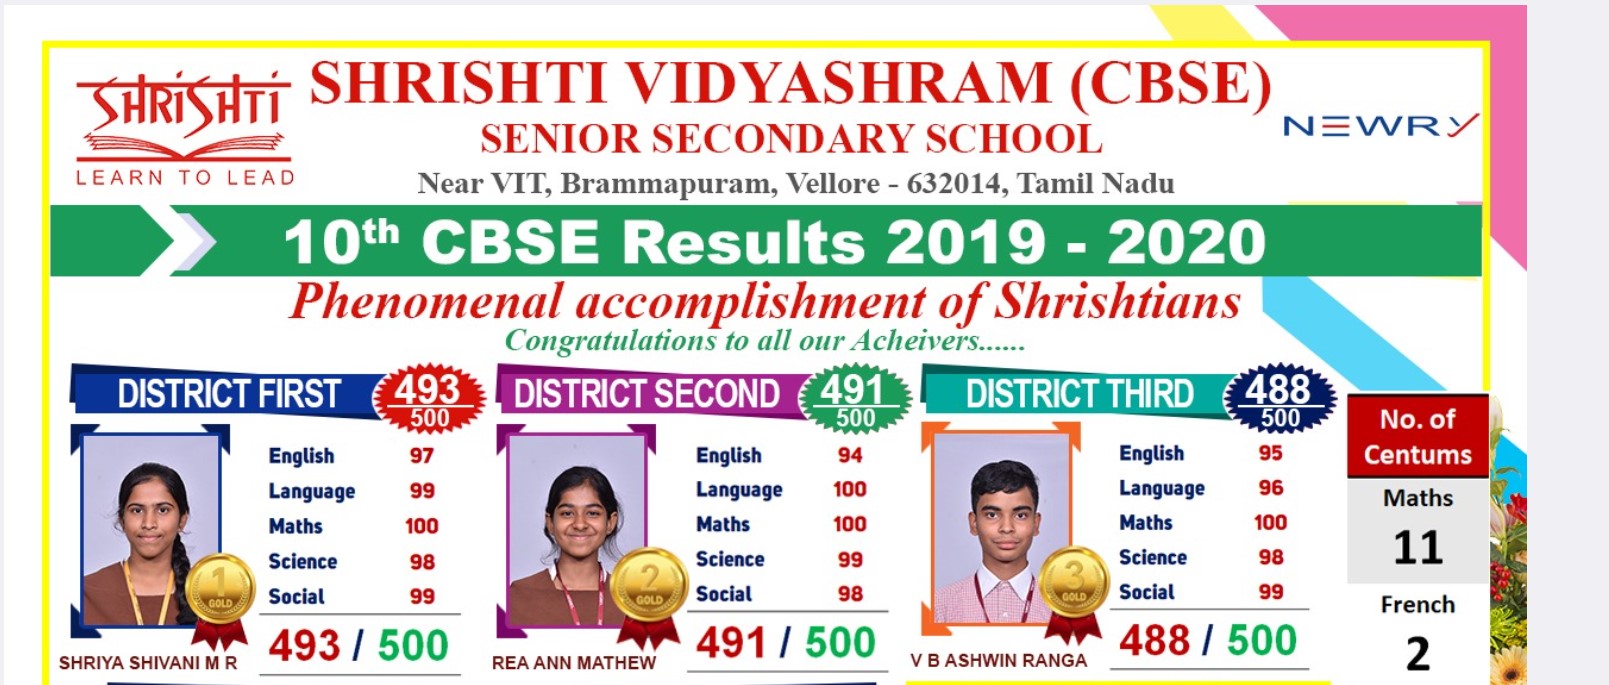 SHRISHTI
LEARN TO LEAD
SHRISHTI VIDYASHRAM (CBSE)
SENIOR SECONDARY SCHOOL
Near VIT, Brammapuram, Vellore - 632014, Tamil Nadu
NEWRY
10th CBSE Results 2019 - 2020
Phenomenal accomplishment of Shrishtians
Congratulations to all our Acheivers......
DISTRICT FIRST 493/500
English 97
Language 99
Maths 100
Science 98
Social 99
493 / 500
1 GOLD
SHRIYA SHIVANI M R
DISTRICT SECOND 491/500
English 94
Language 100
Maths 100
Science 99
Social 98
491 / 500
2 GOLD
REA ANN MATHEW
DISTRICT THIRD 488/500
English 95
Language 96
Maths 100
Science 98
Social 99
488 / 500
3 GOLD
V B ASHWIN RANGA
No. of
Centums
Maths
11
French
2